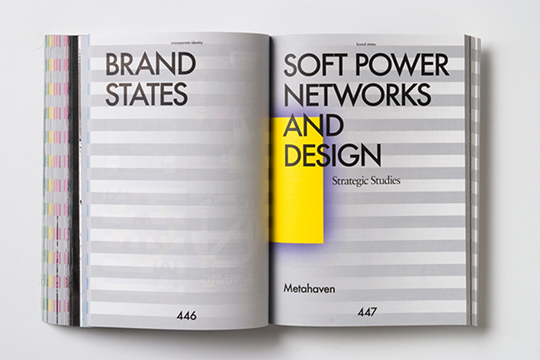 uncorporate identity
BRAND
STATES
446
brand states
SOFT POWER
NETWORKS
AND
DESIGN
Strategic Studies
Metahaven
447